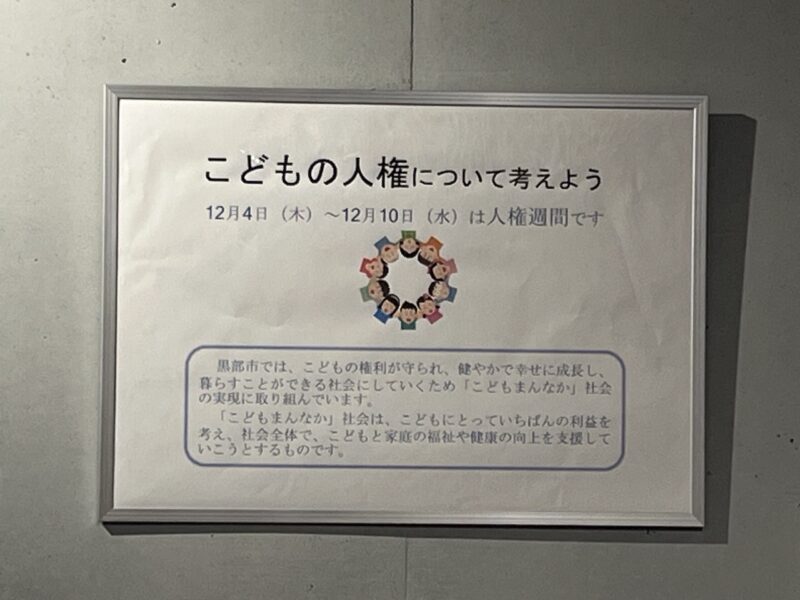 こどもの人権について考えよう
12月4日（木）～12月10日（水）は人権週間です
黒部市では、こどもの権利が守られ、健やかで幸せに成長し、
暮らすことができる社会にしていくため「こどもまんなか」社会
の実現に取り組んでいます。
「こどもまんなか」社会は、こどもにとっていちばんの利益を
考え、社会全体で、こどもと家庭の福祉や健康の向上を支援して
いこうとするものです。